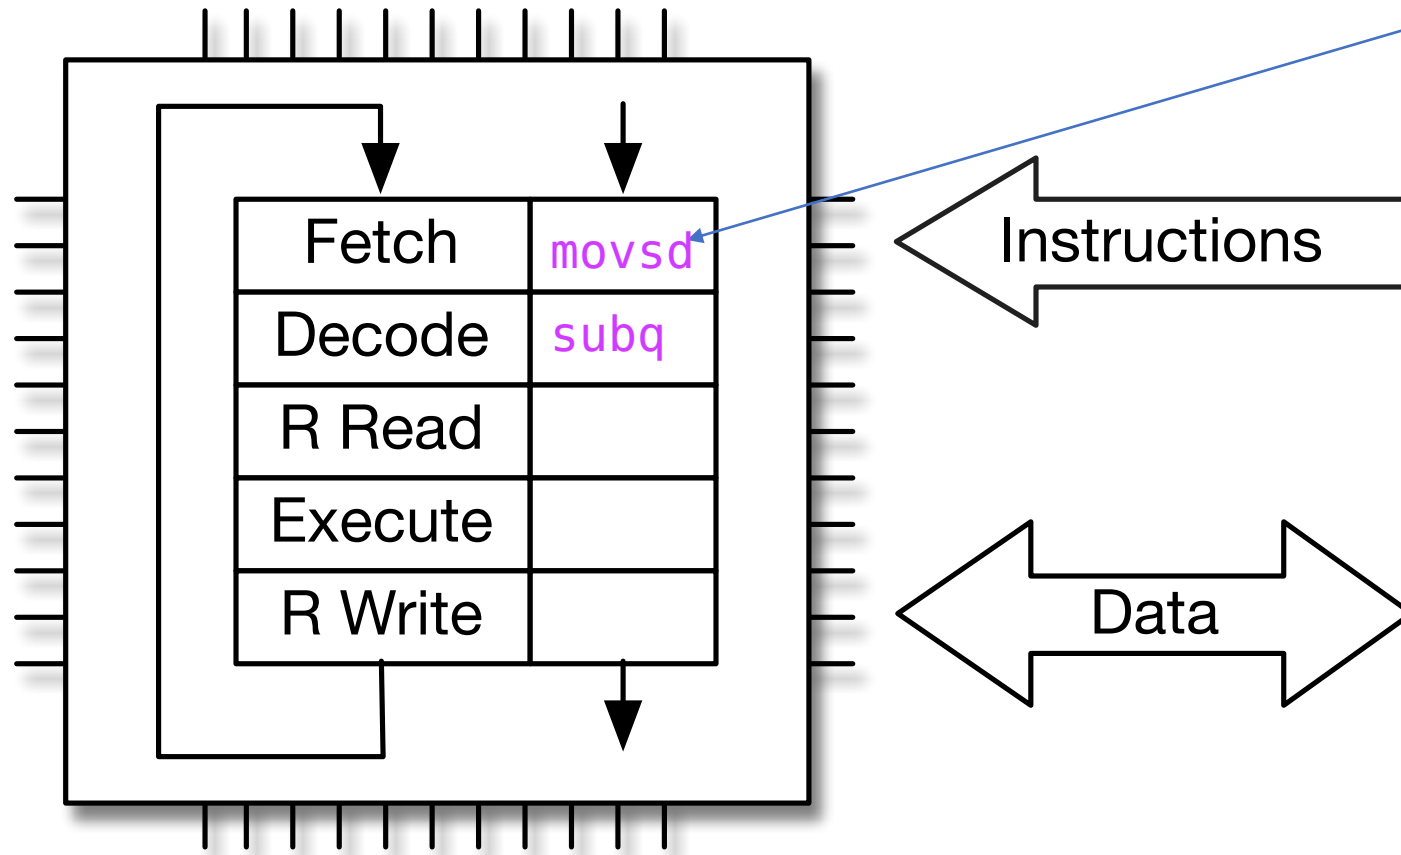 Fetch movsd
Instructions
Decode subq
R Read
Execute
R Write
Data